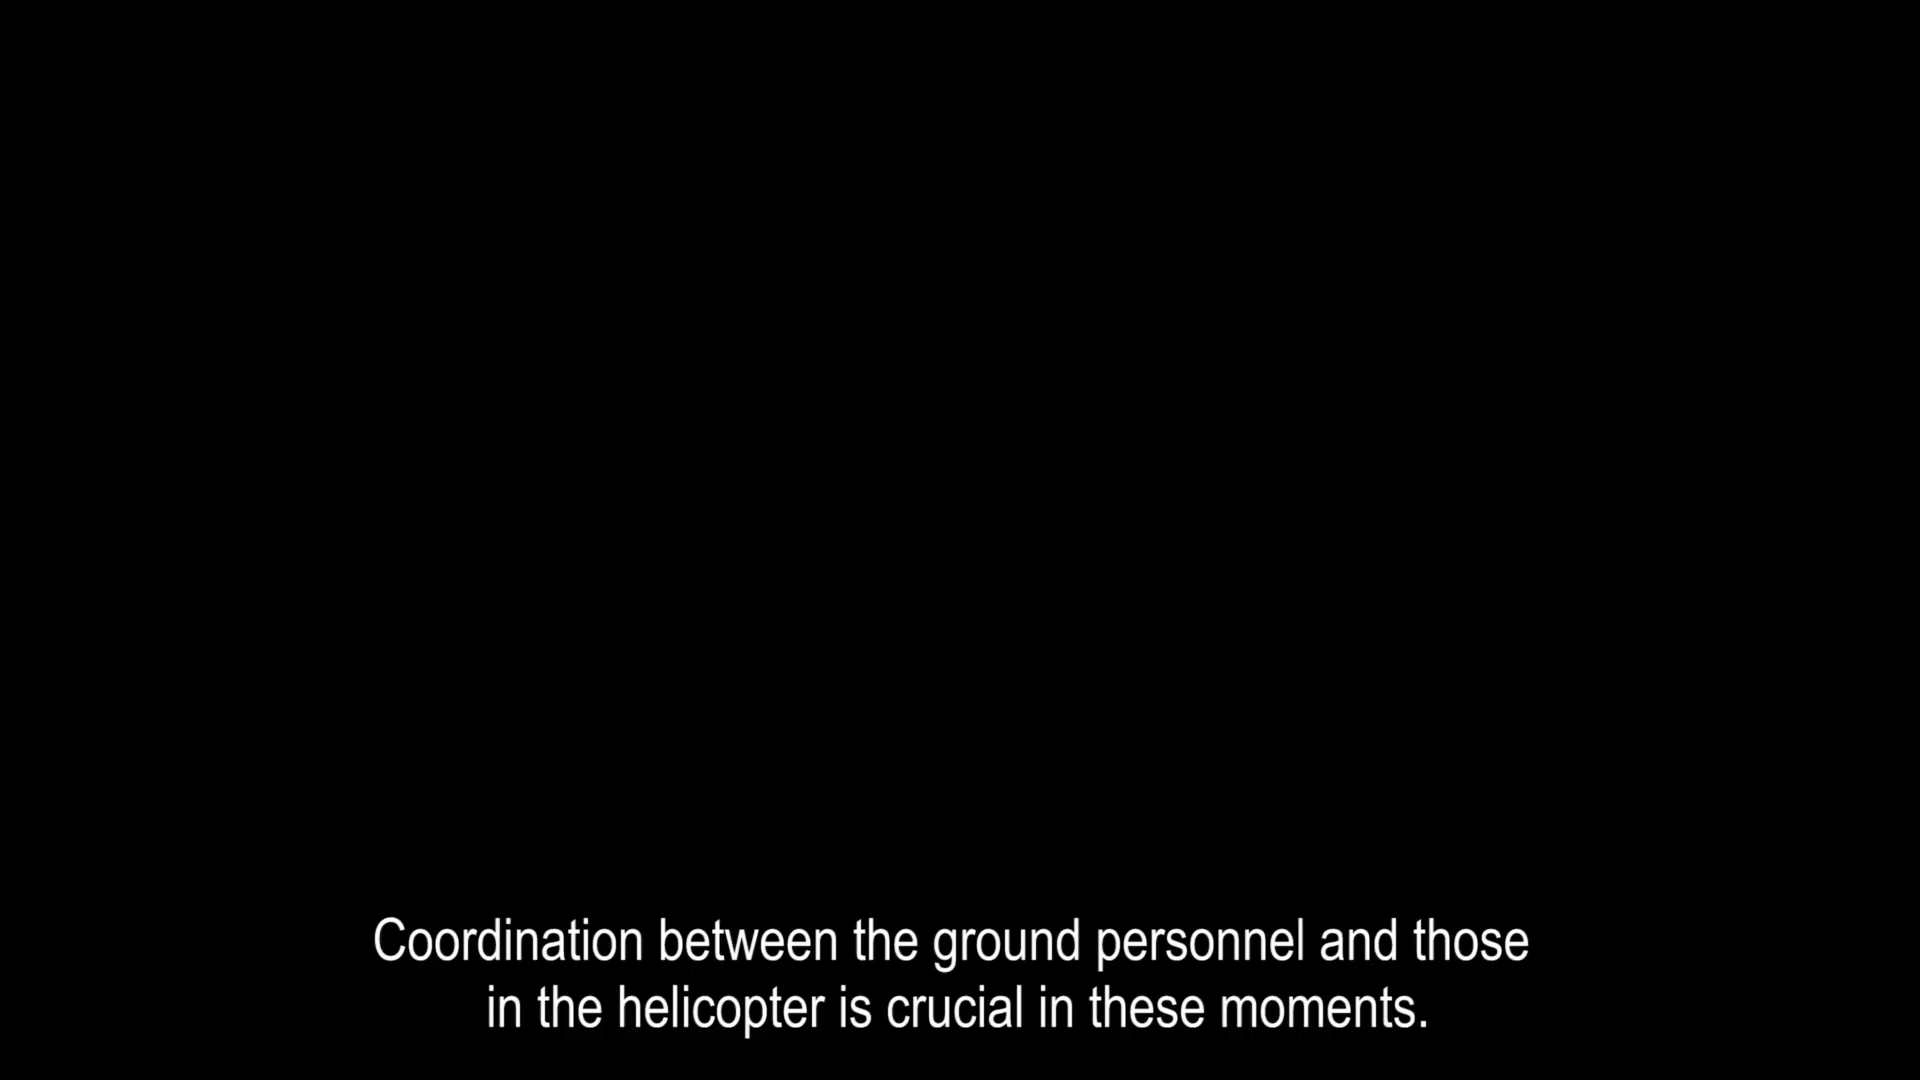 Coordination between the ground personnel and those
in the helicopter is crucial in these moments.